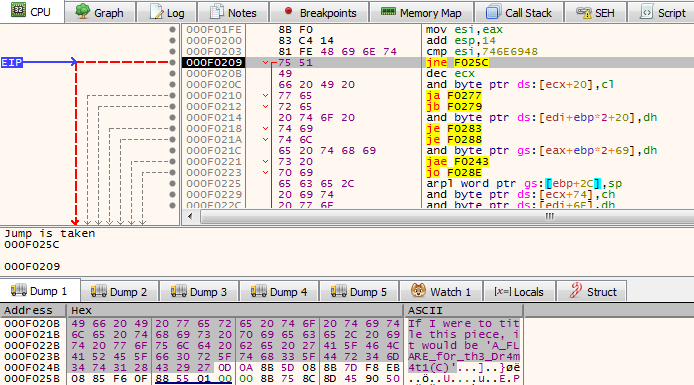 CPU Graph Log Notes Breakpoints Memory Map Call Stack SEH Script
EIP
000F01FE 8B F0 mov esi,eax
000F0200 83 C4 14 add esp,14
000F0203 81 FE 48 69 6E 74 cmp esi,746E6948
000F0209 75 51 jne F025C
000F020B 49 dec ecx
000F020C 66 20 49 20 and byte ptr ds:[ecx+20],cl
000F0210 77 65 ja F0277
000F0212 72 65 jb F0279
000F0214 20 74 6F 20 and byte ptr ds:[edi+ebp*2+20],dh
000F0218 74 69 je F0283
000F021A 74 6C je F0288
000F021C 65 20 74 68 69 and byte ptr gs:[eax+ebp*2+69],dh
000F0221 73 20 jae F0243
000F0223 70 69 jo F028E
000F0225 65 63 65 2C arpl word ptr gs:[ebp+2C],sp
000F0229 20 69 74 and byte ptr ds:[ecx+74],ch
000F022C 20 77 6F and byte ptr ds:[edi+6F],dh
Jump is taken
000F025C
000F0209
Dump 1 Dump 2 Dump 3 Dump 4 Dump 5 Watch 1 [x=] Locals Struct
Address Hex ASCII
000F020B 49 66 20 49 20 77 65 72 65 20 74 6F 20 74 69 74 If I were to tit
000F021B 6C 65 20 74 68 69 73 20 70 69 65 63 65 2C 20 69 le this piece, i
000F022B 74 20 77 6F 75 6C 64 20 62 65 20 27 41 5F 46 4C t would be 'A_FL
000F023B 41 52 45 5F 66 30 72 5F 74 68 33 5F 44 72 34 6D ARE_f0r_th3_Dr4m
000F024B 34 74 31 28 43 29 27 0D 0A 8B 5D 08 8B 7D F8 EB 4t1(C)'...]..}øë
000F025B 08 85 F6 0F 88 55 01 00 00 8B 75 8C 8D 45 90 50 ..ö..U....u..E.P